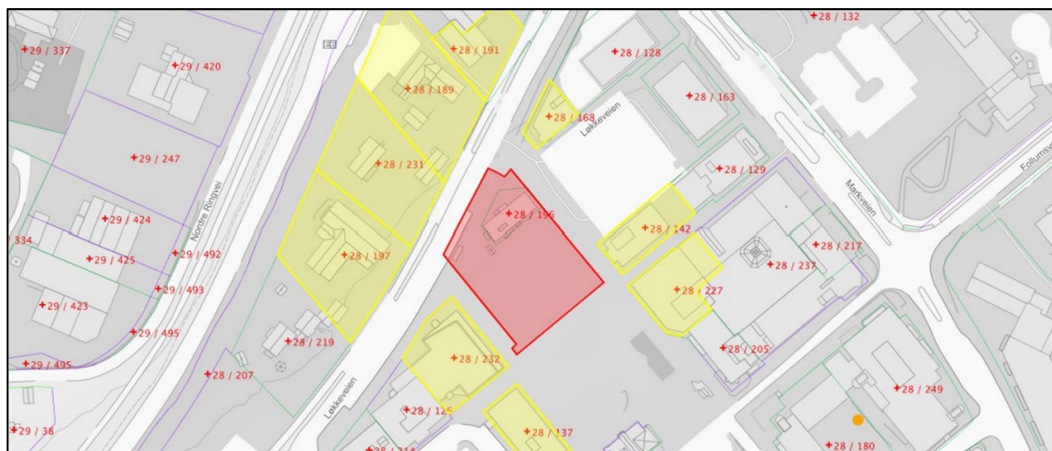 28 / 132
28 / 191
28 / 128
29 / 337
E6
29 / 420
28 / 189
28 / 163
28 / 168
Løkkeveien
29 / 247
28 / 231
28 / 129
Markveien
Follumsv
Nordre Ringvei
29 / 424
28 / 196
28 / 142
334
29 / 425
29 / 492
28 / 197
28 / 217
28 / 237
29 / 493
28 / 227
29 / 423
29 / 495
28 / 219
28 / 205
29 / 495
28 / 207
28 / 232
28 / 249
Løkkeveien
29 / 38
28 / 137
28 / 180